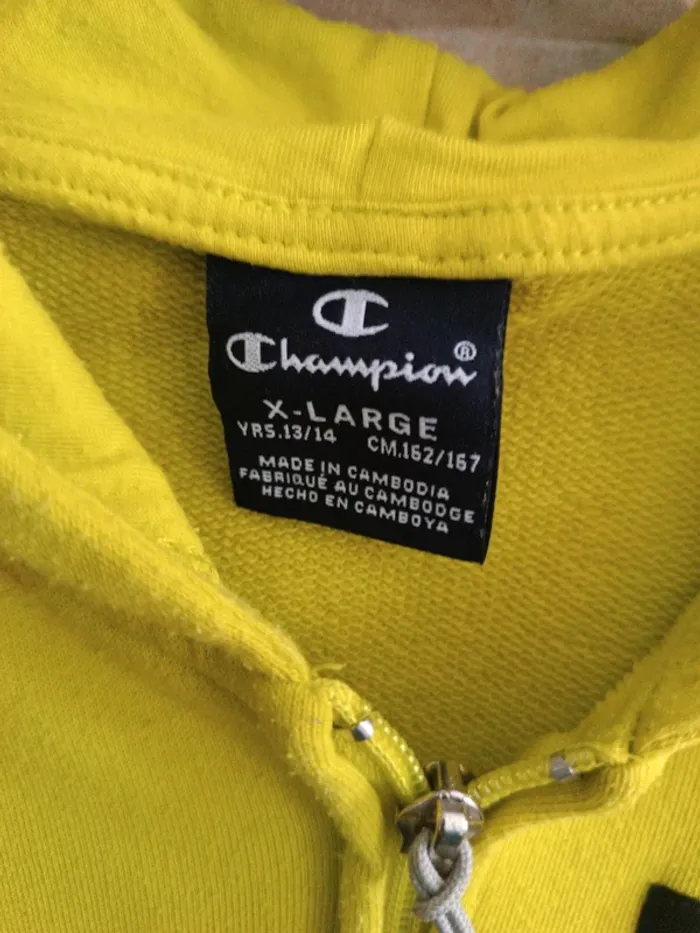 Champion®
X-LARGE
YRS.13/14 CM.162/167
MADE IN CAMBODIA
FABRIQUÉ AU CAMBODGE
HECHO EN CAMBOYA